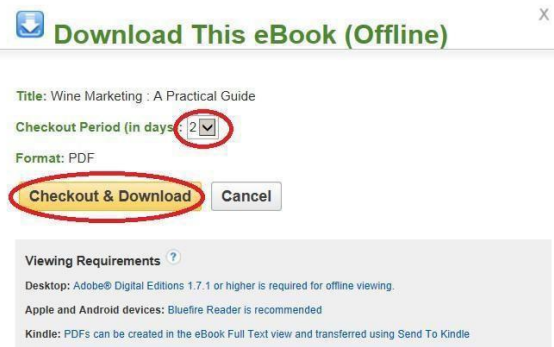 X
Download This eBook (Offline)
Title: Wine Marketing : A Practical Guide
Checkout Period (in days): 2
Format: PDF
Checkout & Download Cancel
Viewing Requirements ?
Desktop: Adobe® Digital Editions 1.7.1 or higher is required for offline viewing.
Apple and Android devices: Bluefire Reader is recommended
Kindle: PDFs can be created in the eBook Full Text view and transferred using Send To Kindle